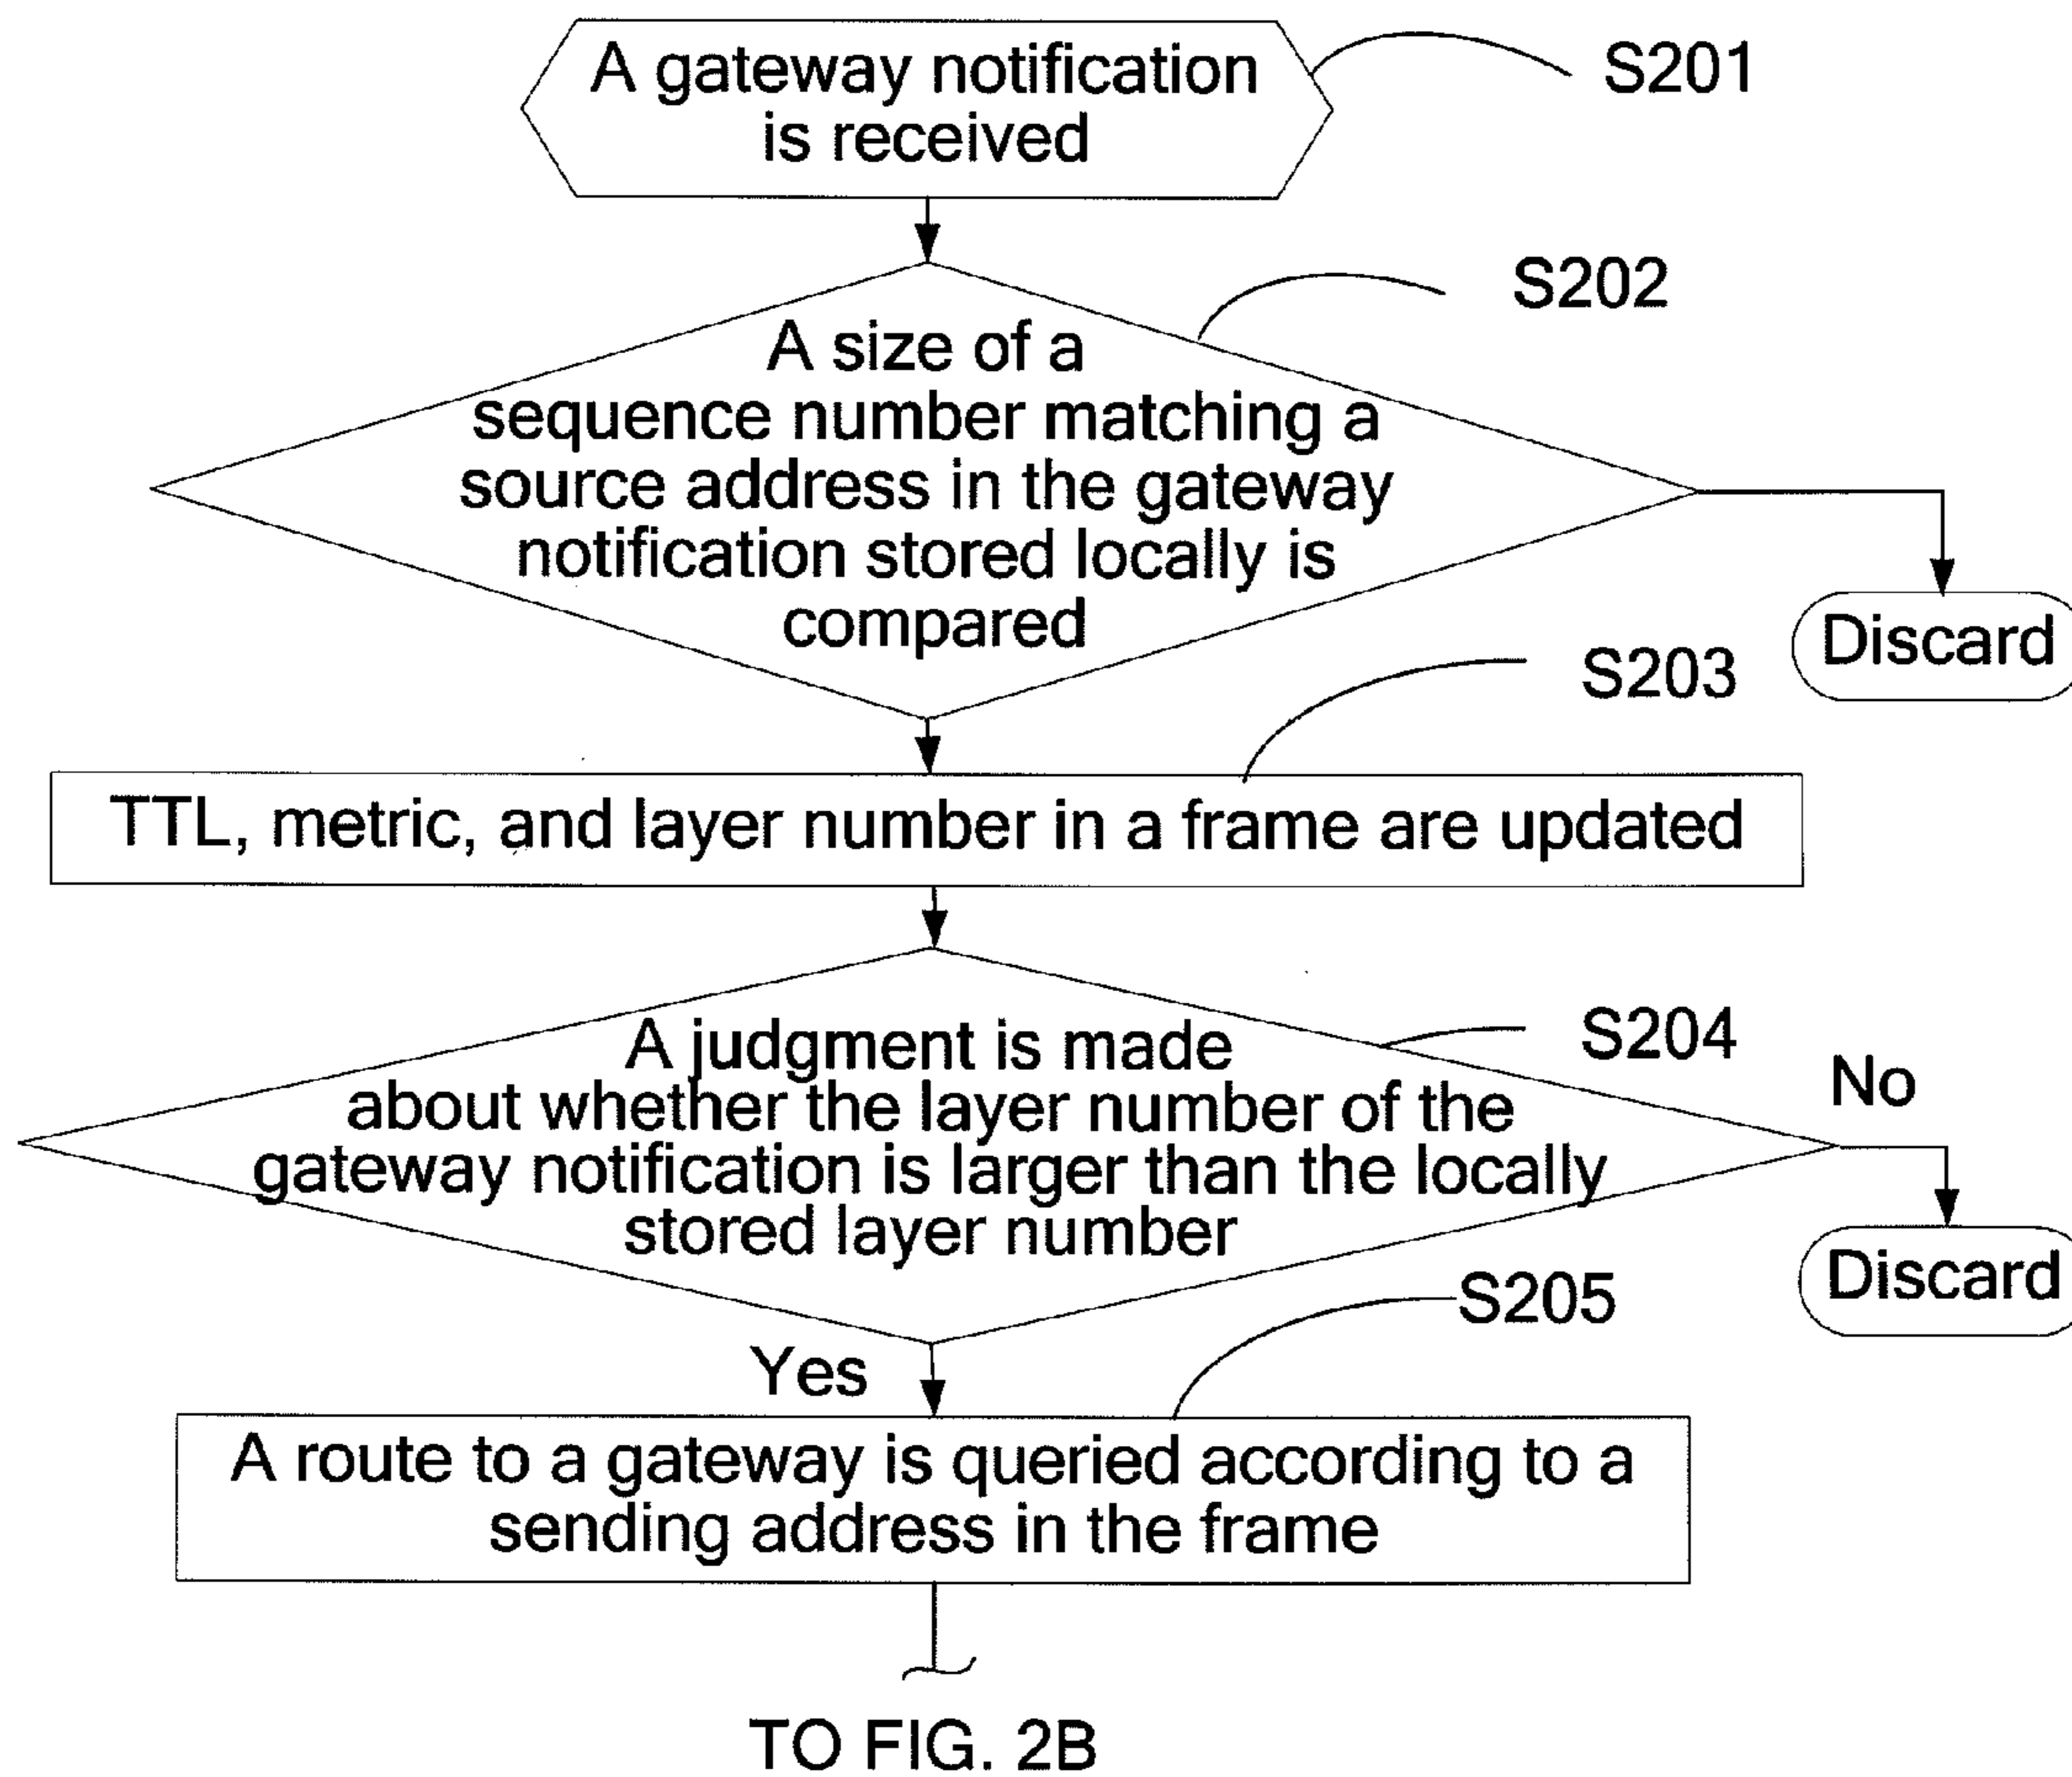 A gateway notification
is received
S201
S202
A size of a
sequence number matching a
source address in the gateway
notification stored locally is
compared
Discard
S203
TTL, metric, and layer number in a frame are updated
S204
A judgment is made
about whether the layer number of the
gateway notification is larger than the locally
stored layer number
No
Discard
S205
Yes
A route to a gateway is queried according to a
sending address in the frame
TO FIG. 2B